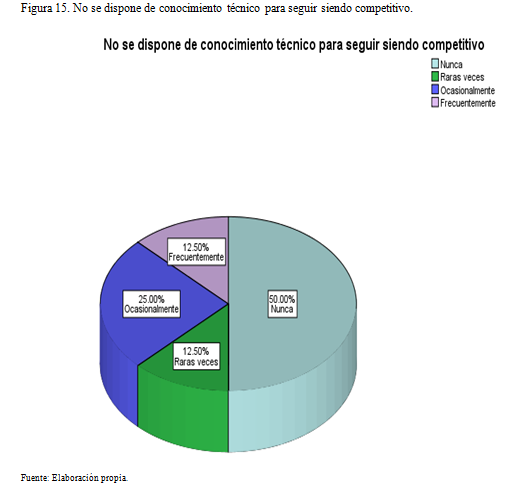 Figura 15. No se dispone de conocimiento técnico para seguir siendo competitivo.
No se dispone de conocimiento técnico para seguir siendo competitivo
Nunca
Raras veces
Ocasionalmente
Frecuentemente
12.50%
Frecuentemente
25.00%
Ocasionalmente
50.00%
Nunca
12.50%
Raras veces
Fuente: Elaboración propia.